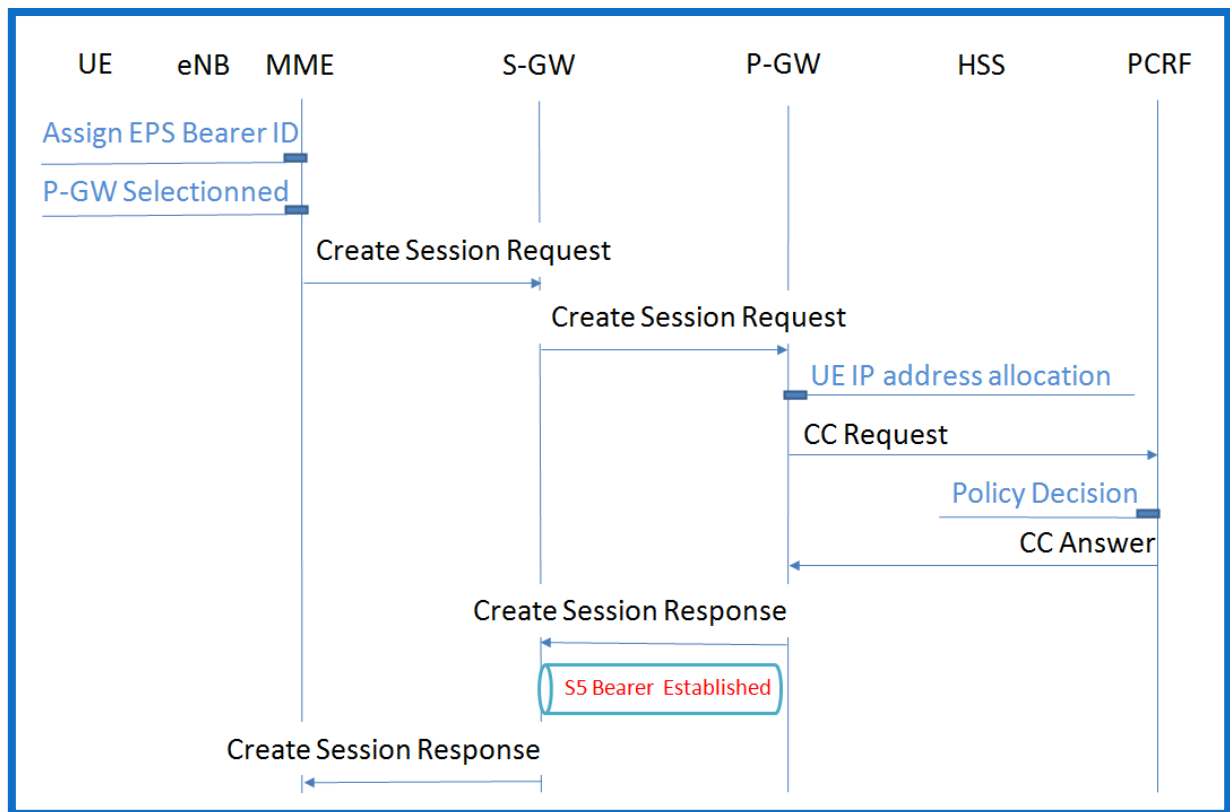 UE eNB MME S-GW P-GW HSS PCRF
Assign EPS Bearer ID
P-GW Selectionned
Create Session Request
Create Session Request
UE IP address allocation
CC Request
Policy Decision
CC Answer
Create Session Response
S5 Bearer Established
Create Session Response